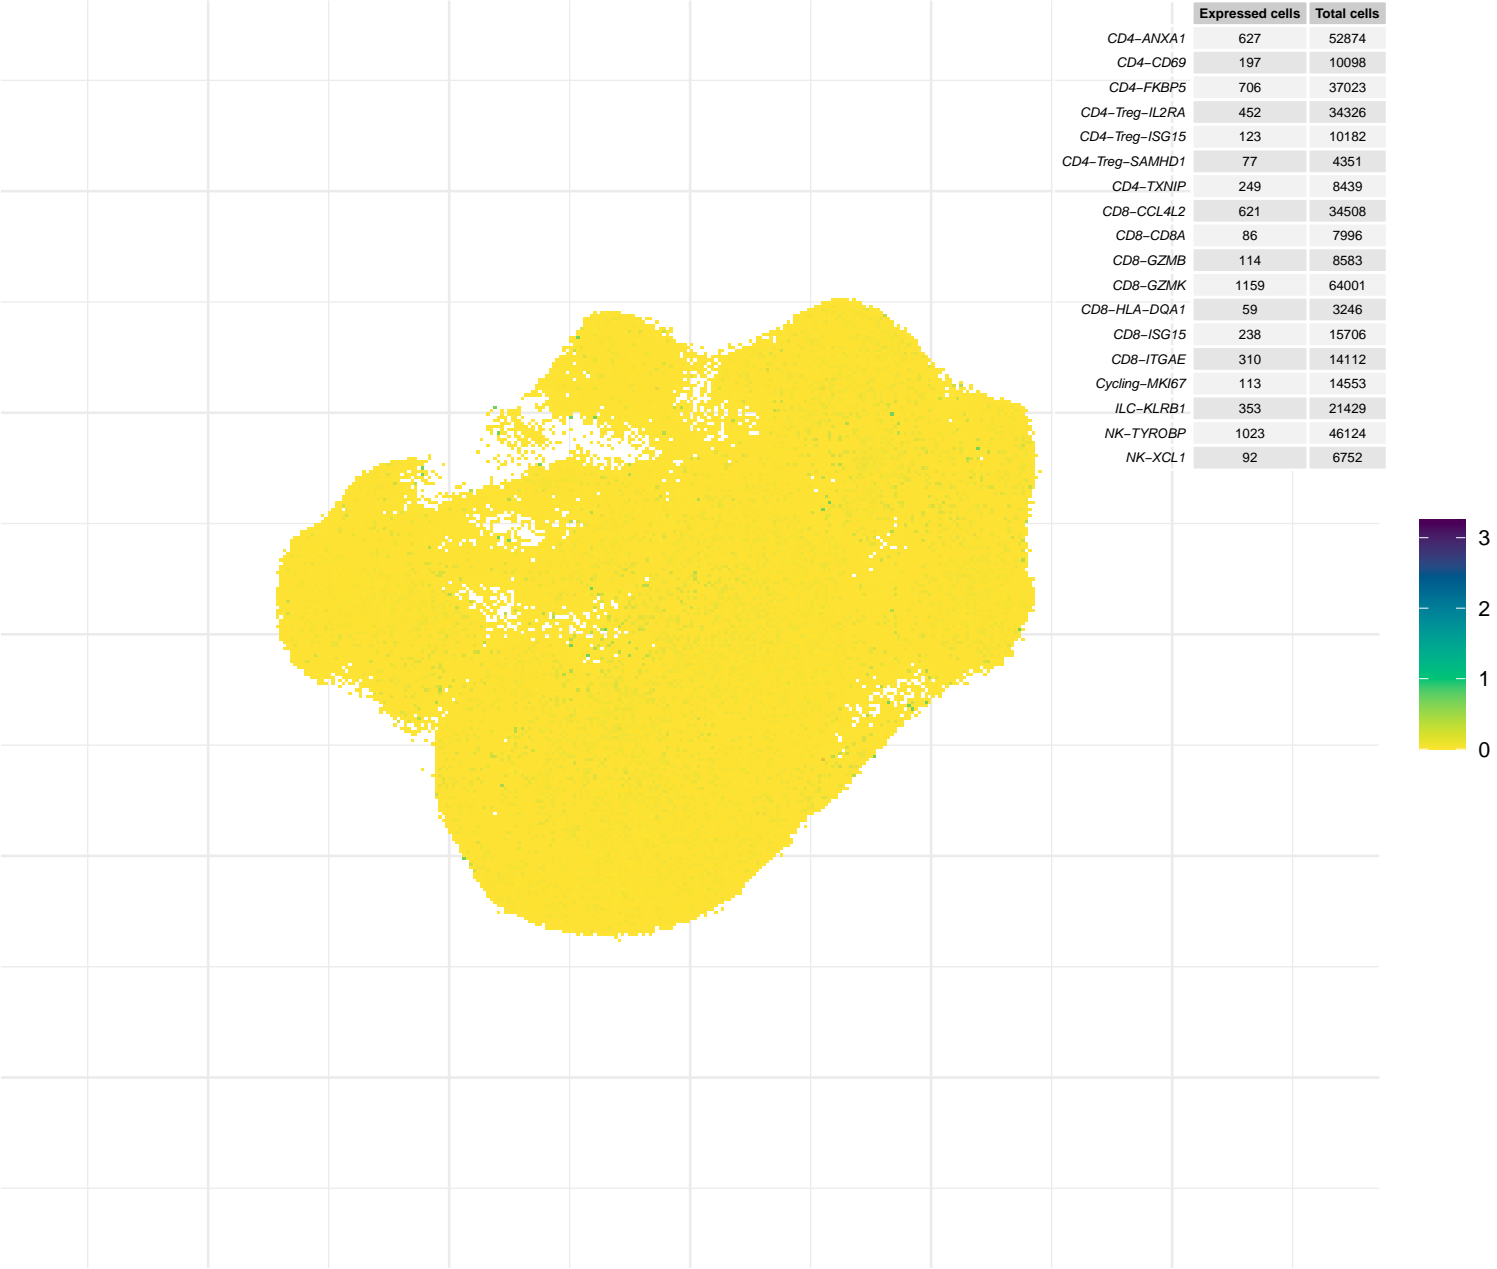 Expressed cells Total cells
CD4−ANXA1 627 52874
CD4−CD69 197 10098
CD4−FKBP5 706 37023
CD4−Treg−IL2RA 452 34326
CD4−Treg−ISG15 123 10182
CD4−Treg−SAMHD1 77 4351
CD4−TXNIP 249 8439
CD8−CCL4L2 621 34508
CD8−CD8A 86 7996
CD8−GZMB 114 8583
CD8−GZMK 1159 64001
CD8−HLA−DQA1 59 3246
CD8−ISG15 238 15706
CD8−ITGAE 310 14112
Cycling−MKI67 113 14553
ILC−KLRB1 353 21429
NK−TYROBP 1023 46124
NK−XCL1 92 6752
3
2
1
0